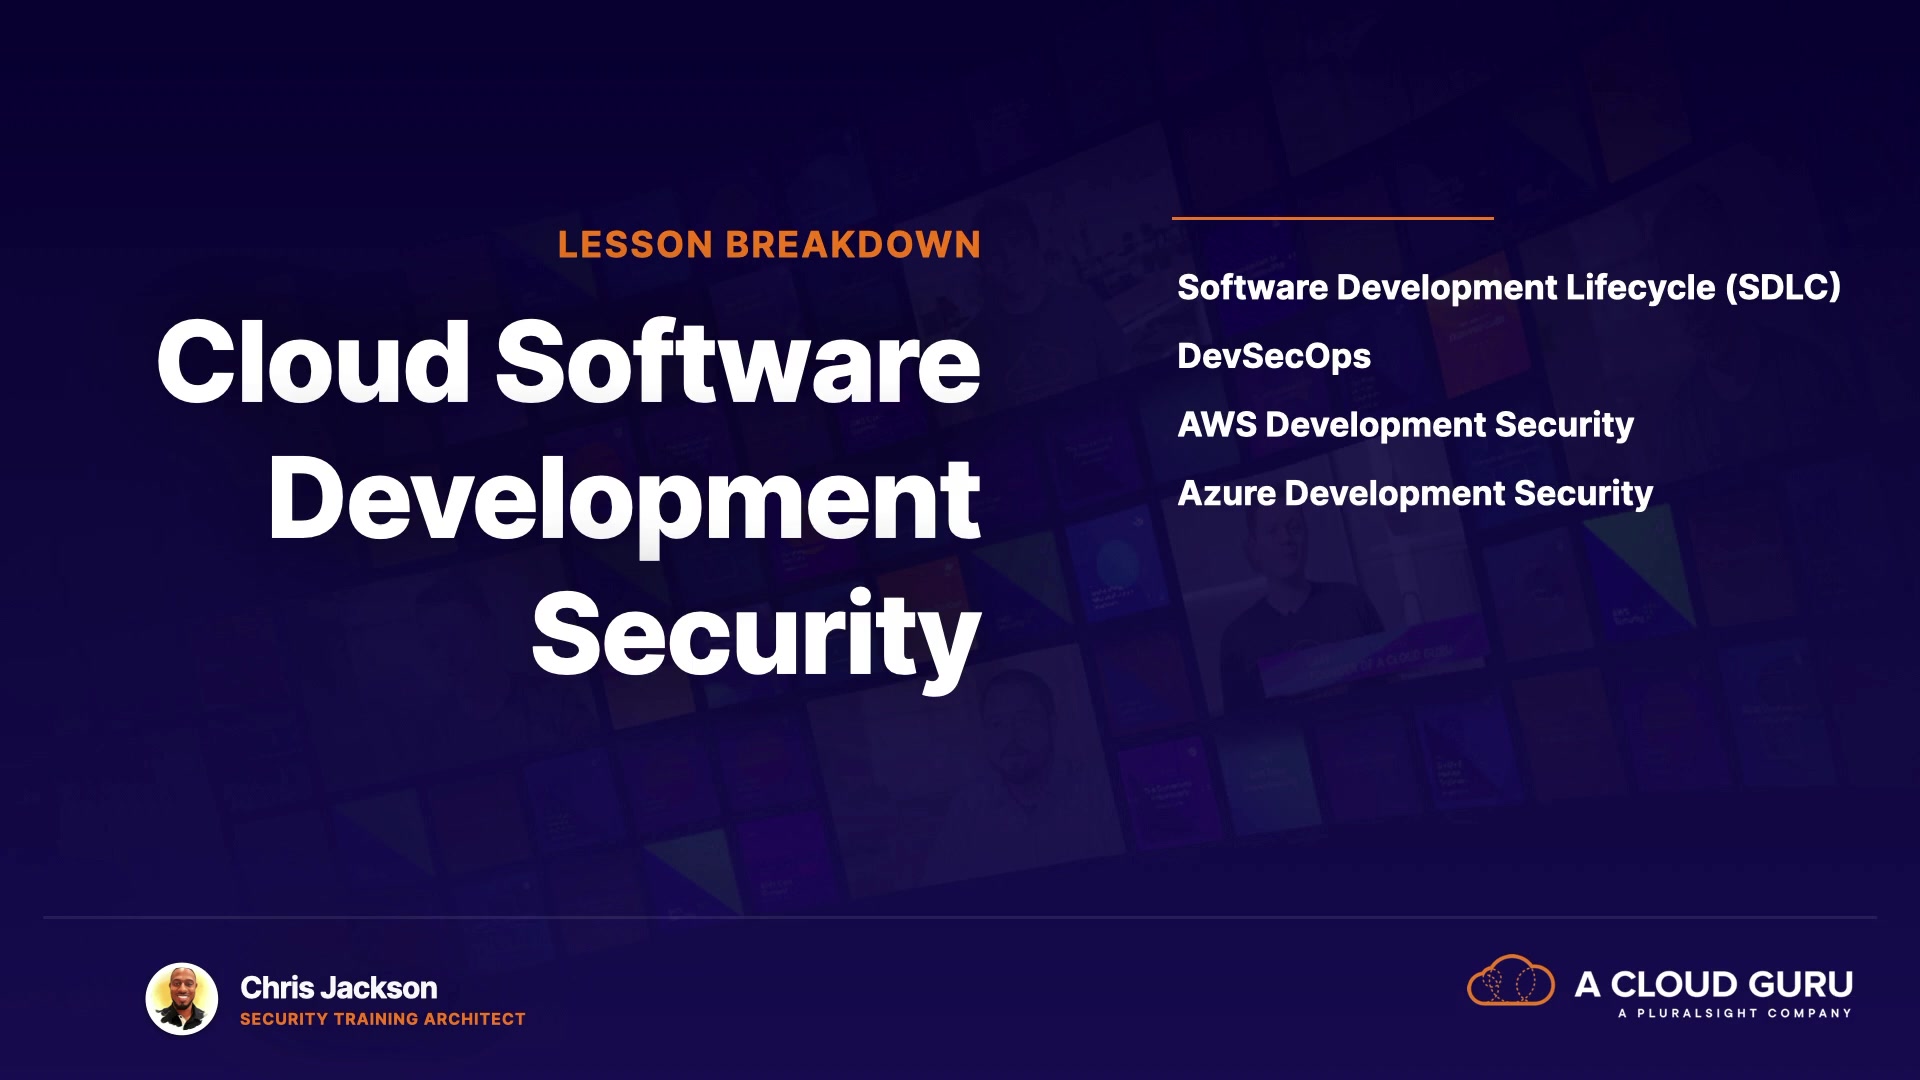 LESSON BREAKDOWN
Cloud Software
Development
Security
Software Development Lifecycle (SDLC)
DevSecOps
AWS Development Security
Azure Development Security
Chris Jackson
SECURITY TRAINING ARCHITECT
A CLOUD GURU
A PLURALSIGHT COMPANY